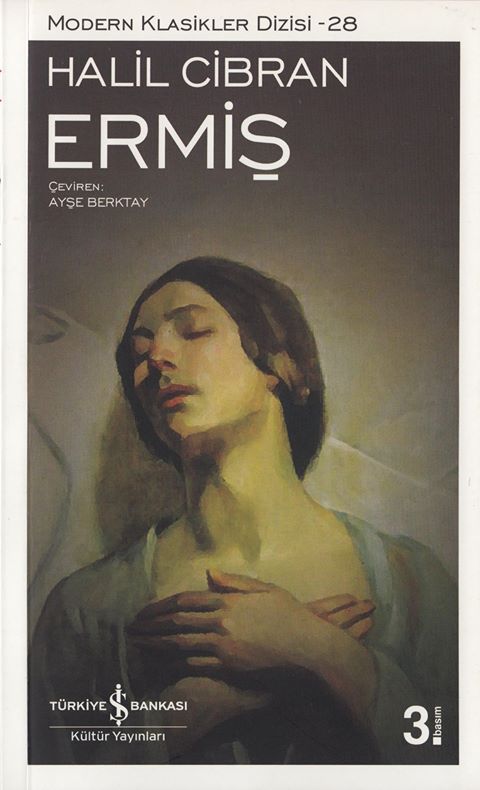 MODERN KLASİKLER DİZİSİ -28
HALİL CİBRAN
ERMİŞ
ÇEVİREN:
AYŞE BERKTAY
TÜRKİYE İŞ BANKASI
Kültür Yayınları
3.
basım